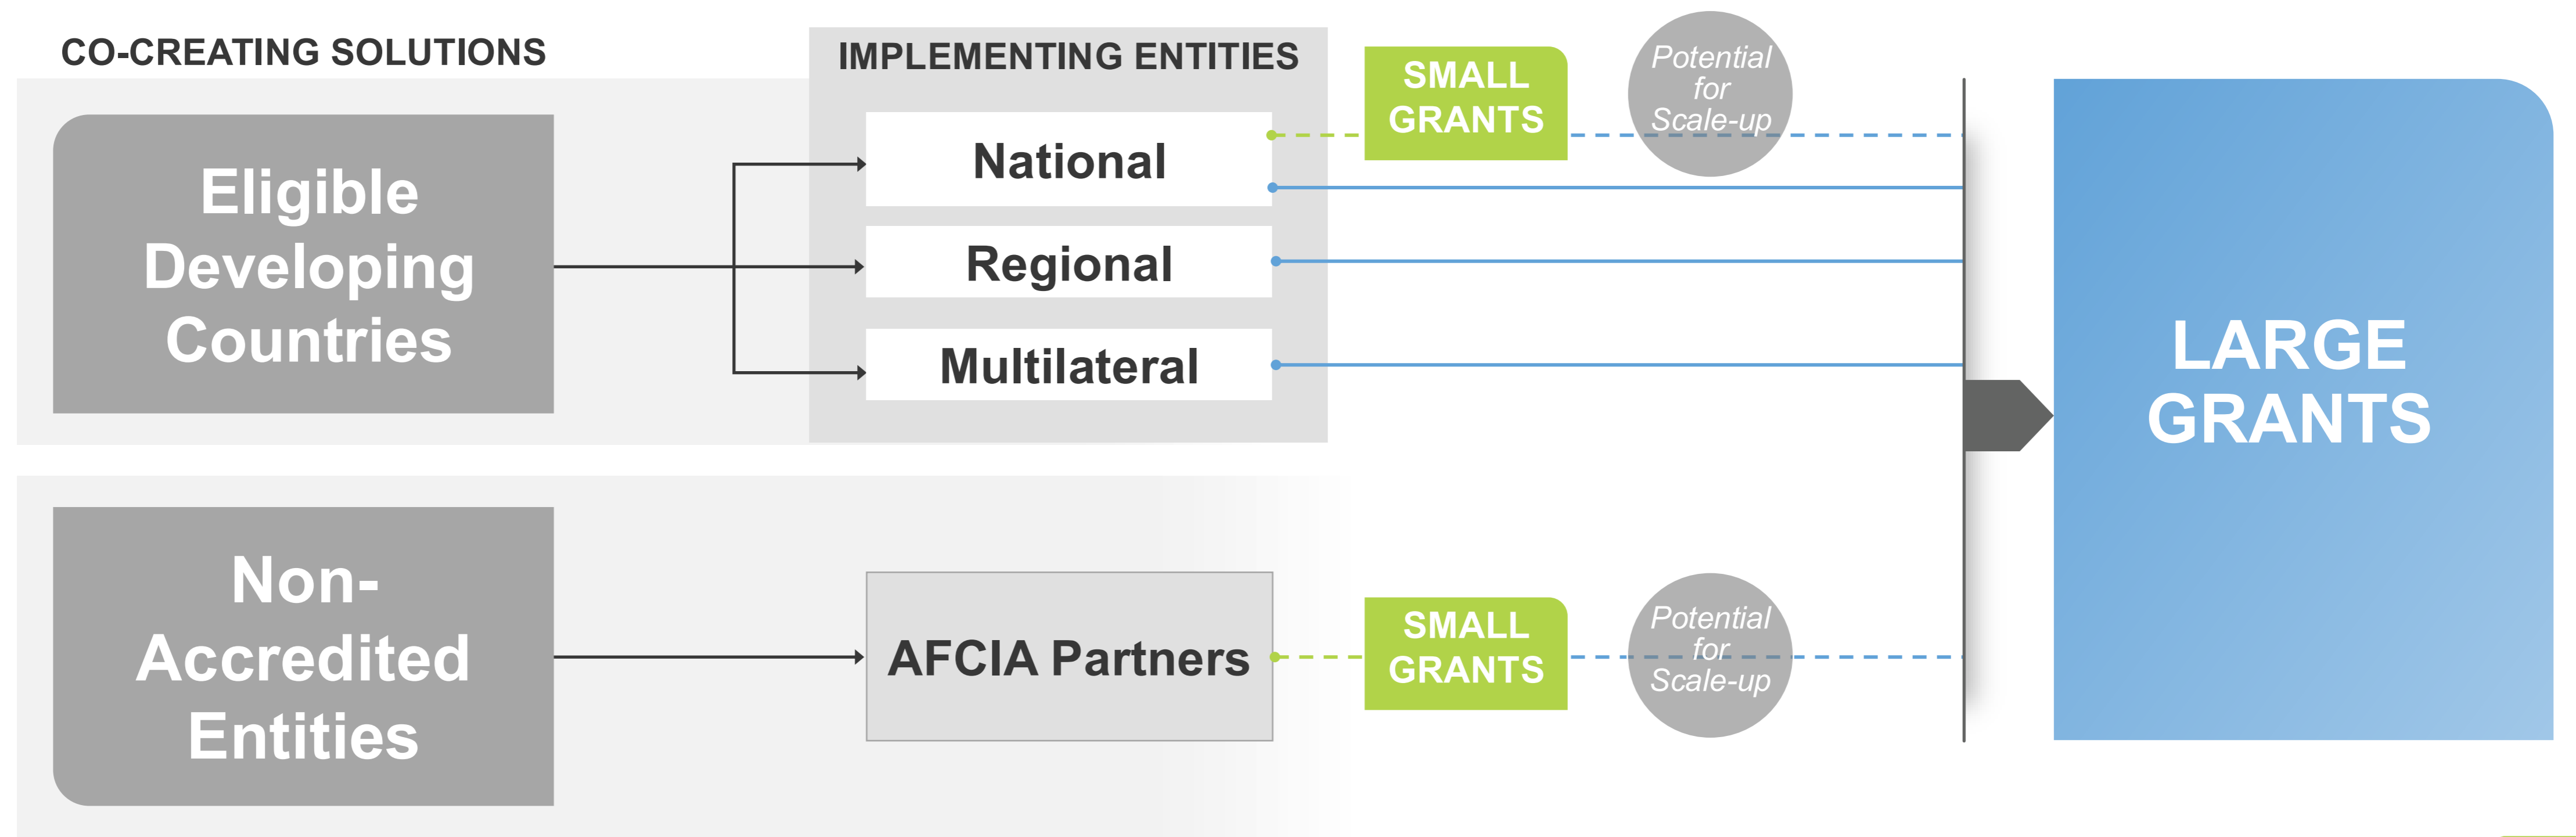 CO-CREATING SOLUTIONS
Eligible
Developing
Countries
IMPLEMENTING ENTITIES
National
Regional
Multilateral
SMALL
GRANTS
Potential
for
Scale-up
LARGE
GRANTS
Non-
Accredited
Entities
AFCIA Partners
SMALL
GRANTS
Potential
for
Scale-up